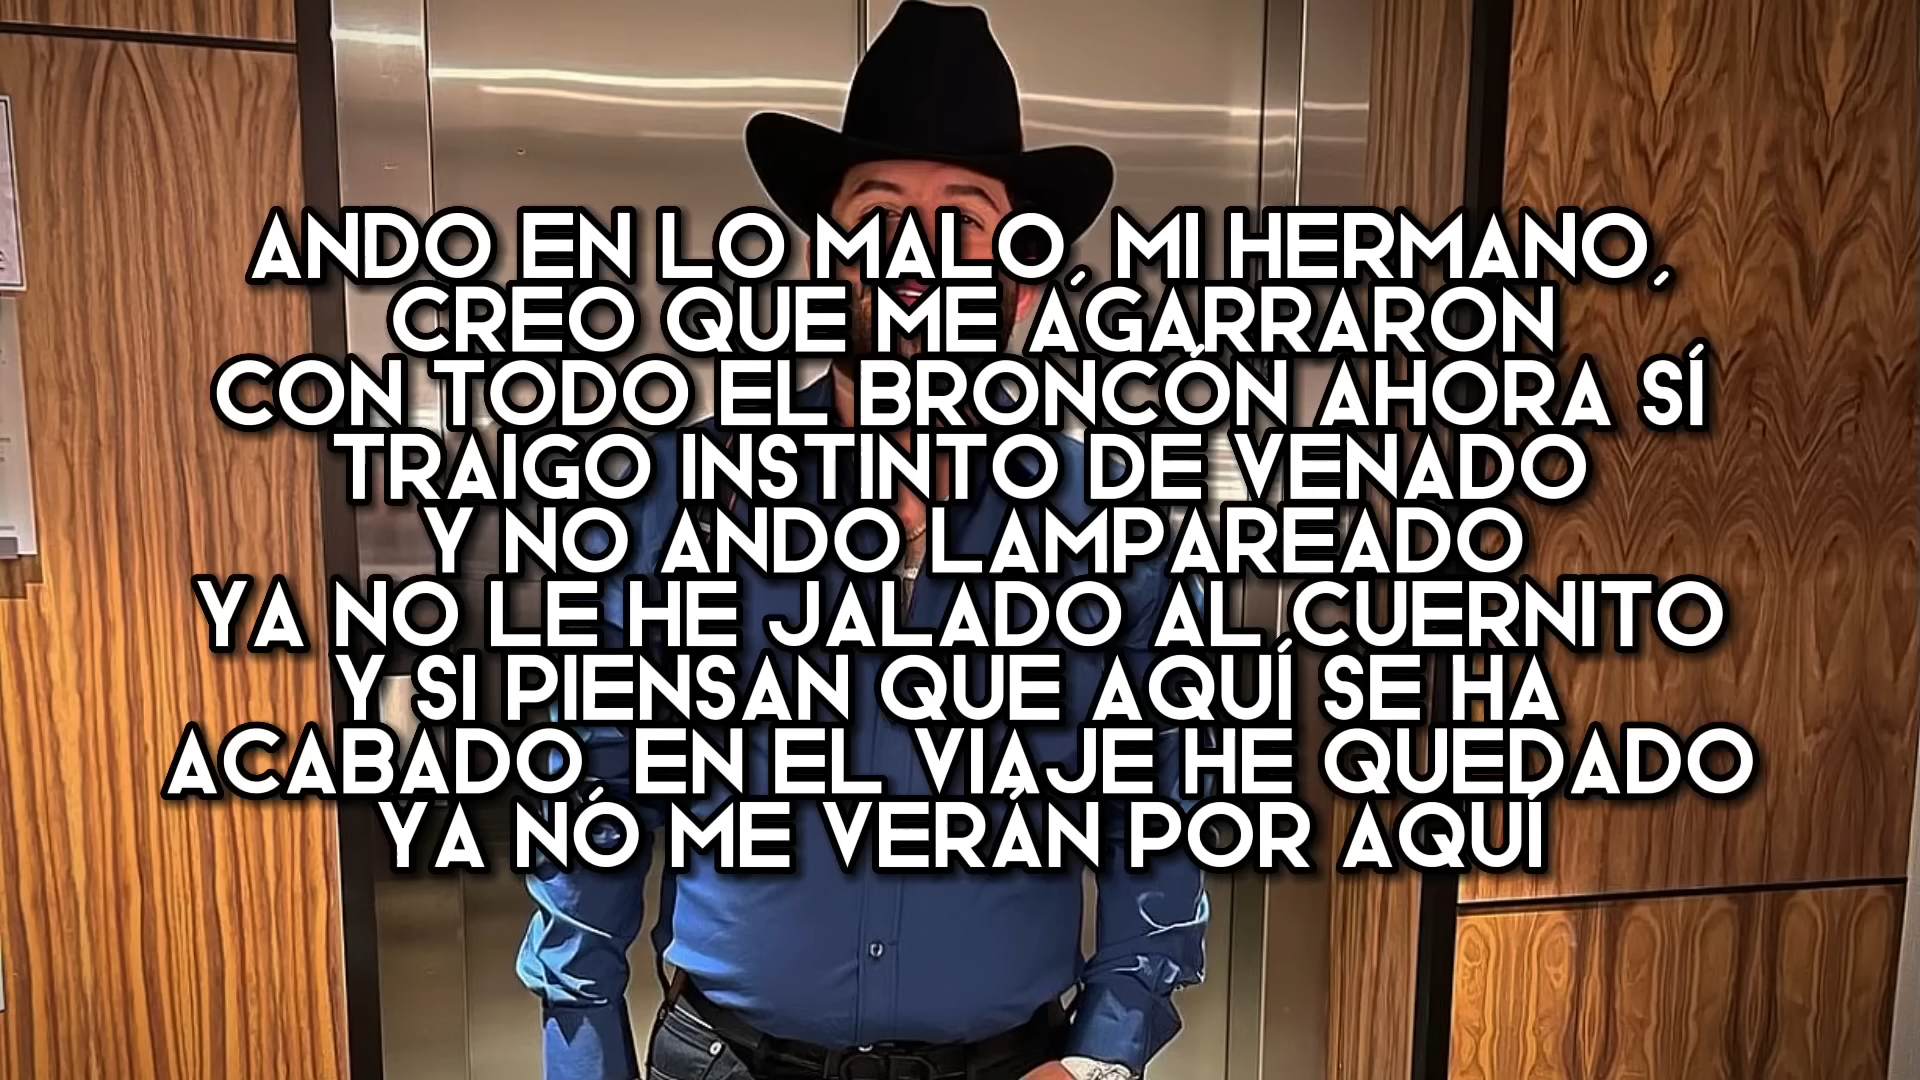 ANDO EN LO MALO, MI HERMANO,
CREO QUE ME AGARRARON
CON TODO EL BRONCÓN AHORA SÍ
TRAIGO INSTINTO DE VENADO
Y NO ANDO LAMPAREADO
YA NO LE HE JALADO AL CUERNITO
Y SI PIENSAN QUE AQUÍ SE HA
ACABADO, EN EL VIAJE HE QUEDADO
YA NO ME VERÁN POR AQUÍ